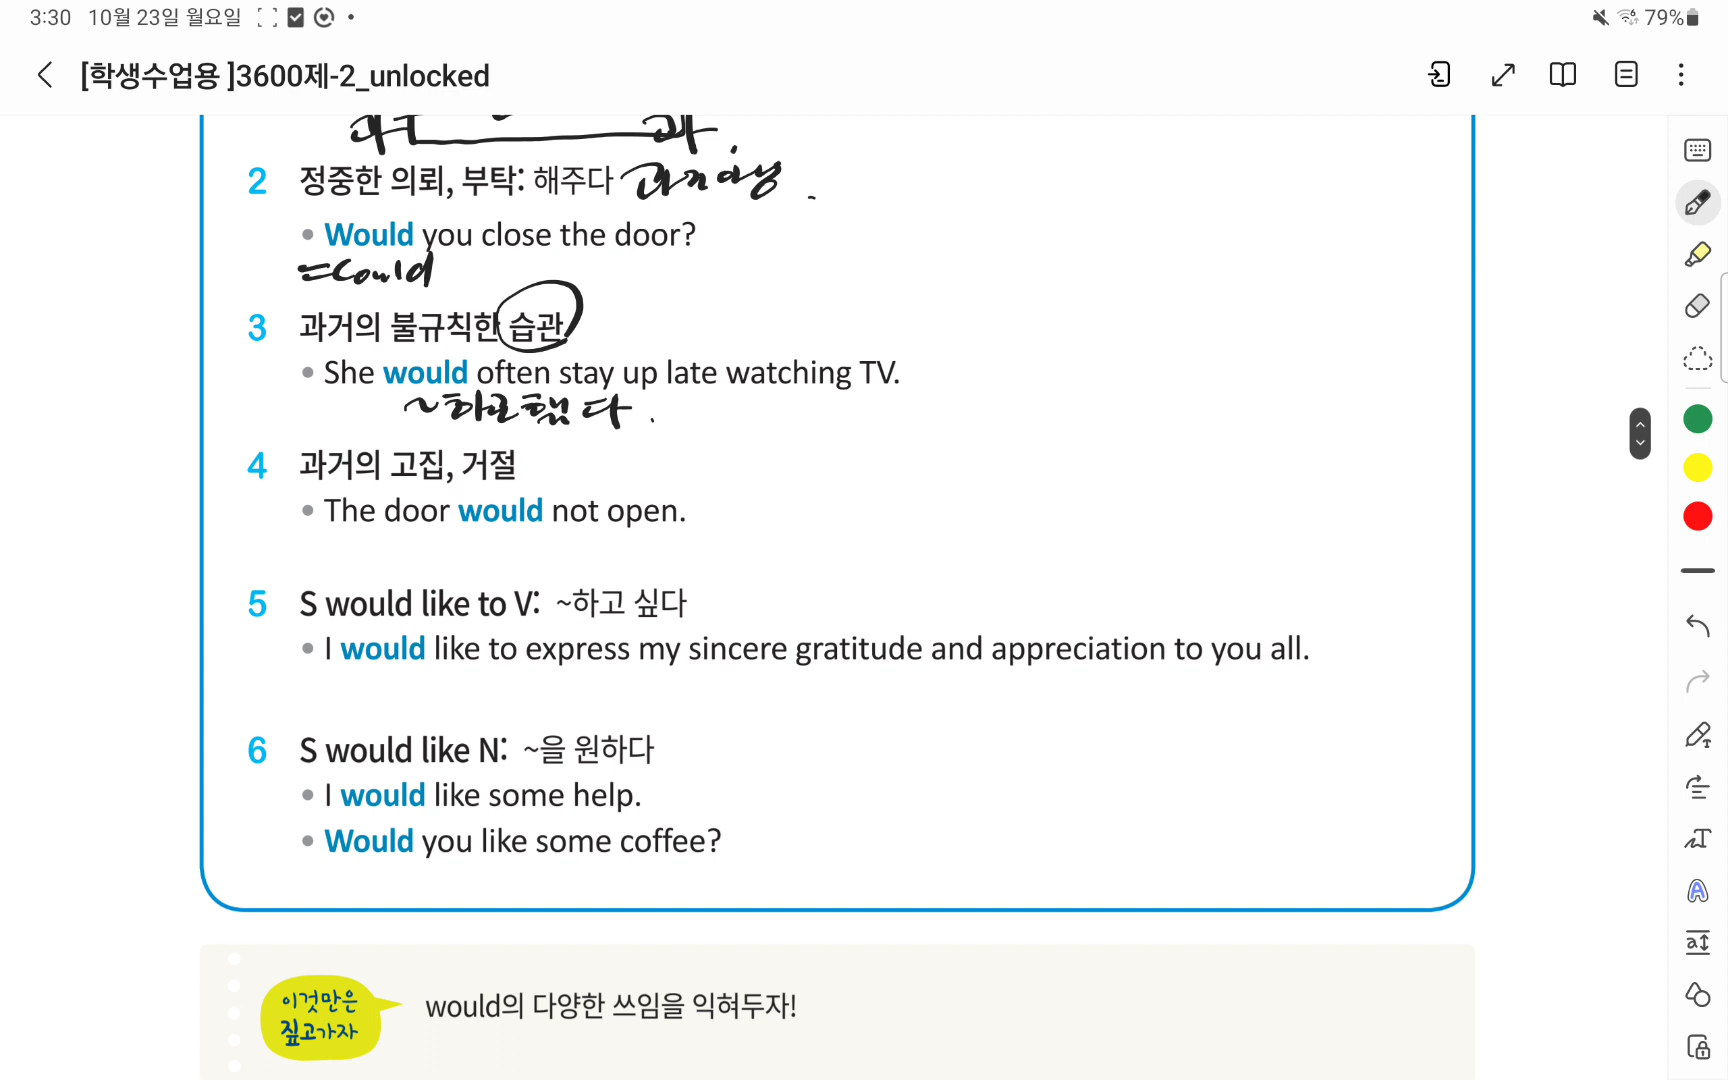 3:30 10월 23일 월요일
79%
[학생수업용 ]3600제-2_unlocked
2 정중한 의뢰, 부탁: 해주다
• Would you close the door?
=could
3 과거의 불규칙한 습관
• She would often stay up late watching TV.
~하곤 했다.
4 과거의 고집, 거절
• The door would not open.
5 S would like to V: ~하고 싶다
• I would like to express my sincere gratitude and appreciation to you all.
6 S would like N: ~을 원하다
• I would like some help.
• Would you like some coffee?
이것만은
짚고가자
would의 다양한 쓰임을 익혀두자!